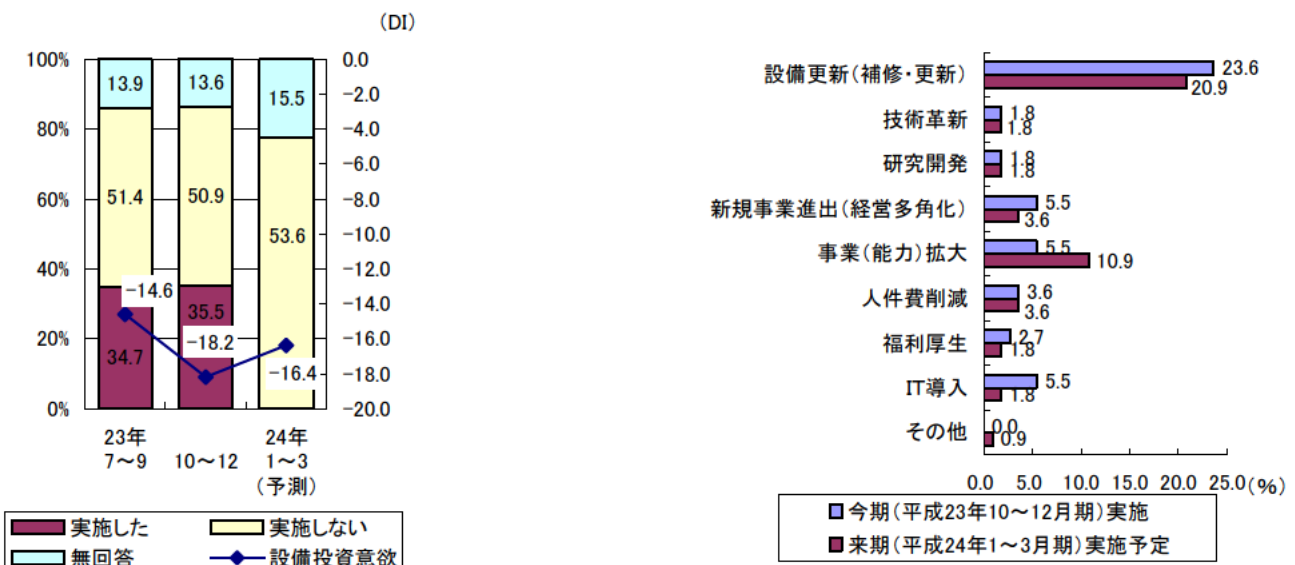 (DI)
100%
80%
60%
40%
20%
0%
0.0
-2.0
-4.0
-6.0
-8.0
-10.0
-12.0
-14.0
-16.0
-18.0
-20.0
13.9
13.6
15.5
51.4
50.9
53.6
34.7
35.5
-14.6
-18.2
-16.4
23年
7～9
10～12
24年
1～3
(予測)
実施した
実施しない
無回答
設備投資意欲
設備更新(補修・更新)
23.6
20.9
技術革新
1.8
1.8
研究開発
1.8
1.8
新規事業進出(経営多角化)
5.5
3.6
事業(能力)拡大
5.5
10.9
人件費削減
3.6
3.6
福利厚生
2.7
1.8
IT導入
5.5
1.8
その他
0.0
0.9
0.0 5.0 10.0 15.0 20.0 25.0(%)
今期(平成23年10～12月期)実施
来期(平成24年1～3月期)実施予定